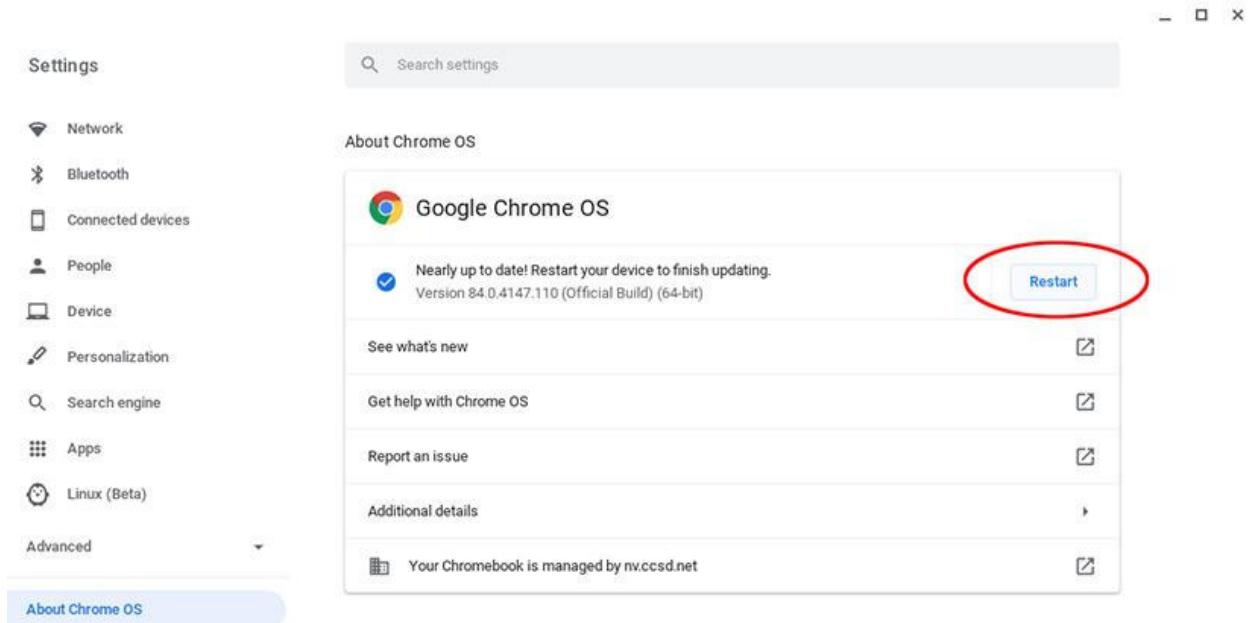 Settings
Search settings
Network
Bluetooth
Connected devices
People
Device
Personalization
Search engine
Apps
Linux (Beta)
Advanced
About Chrome OS
About Chrome OS
Google Chrome OS
Nearly up to date! Restart your device to finish updating.
Version 84.0.4147.110 (Official Build) (64-bit)
Restart
See what's new
Get help with Chrome OS
Report an issue
Additional details
Your Chromebook is managed by nv.ccsd.net